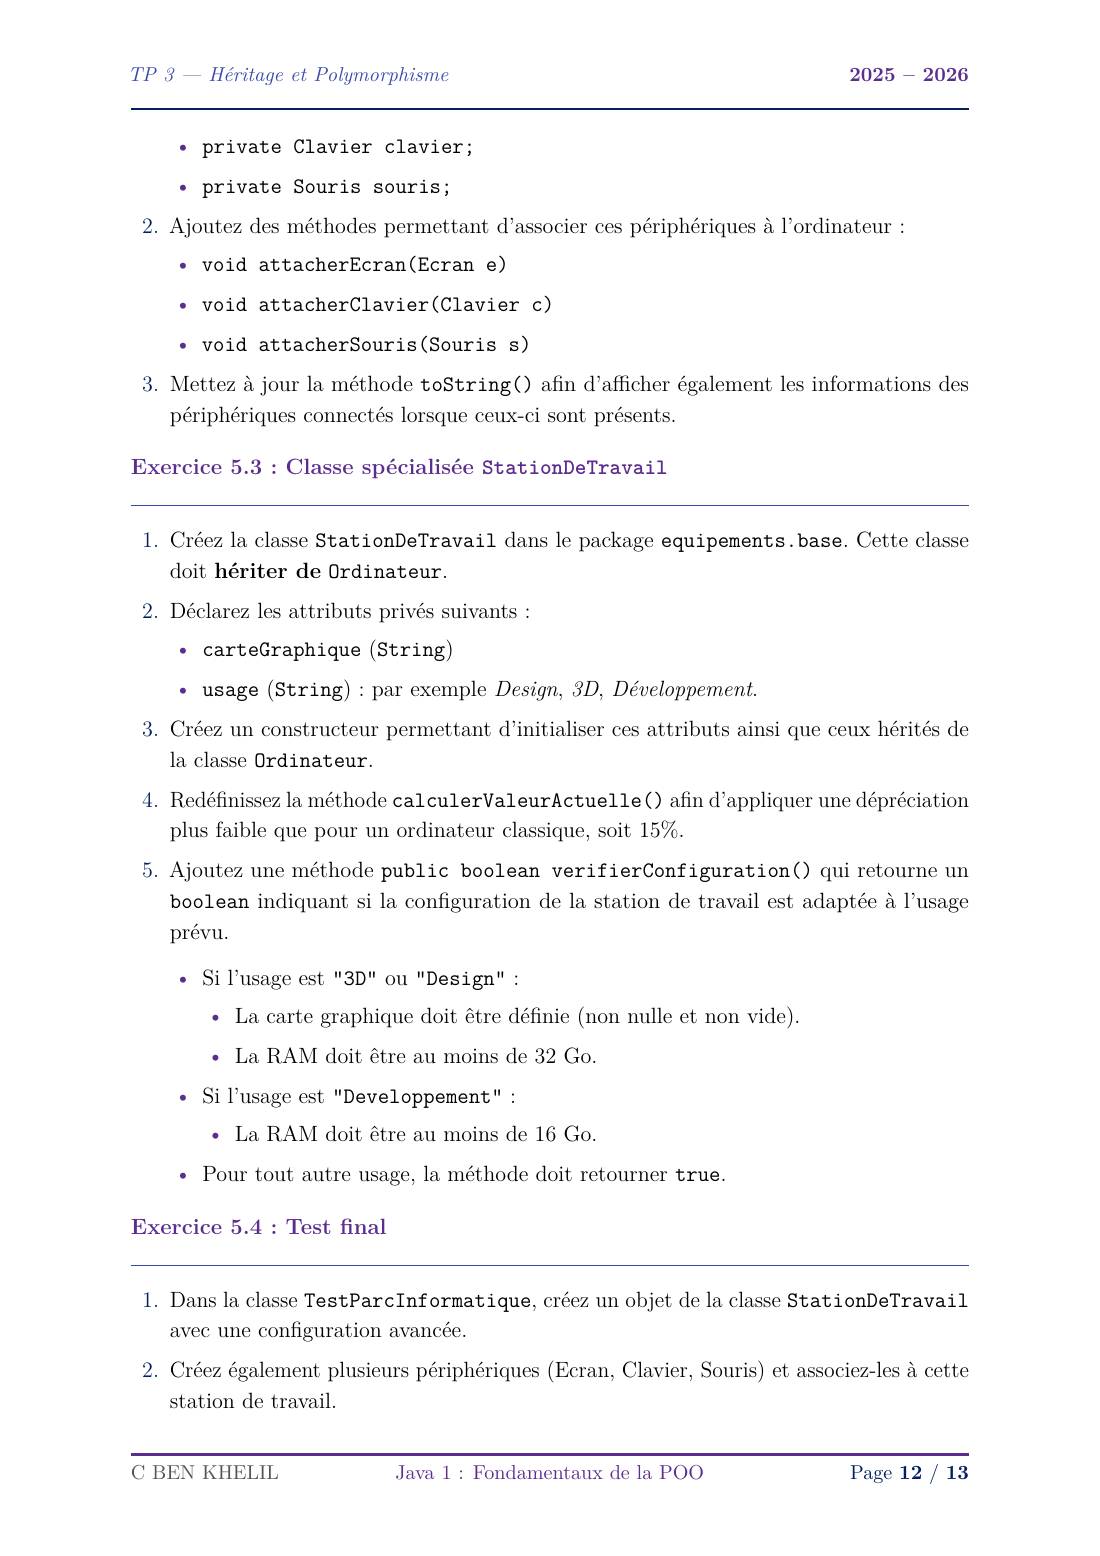 TP 3 — Héritage et Polymorphisme 2025 – 2026
• private Clavier clavier;
• private Souris souris;
2. Ajoutez des méthodes permettant d'associer ces périphériques à l'ordinateur :
• void attacherEcran(Ecran e)
• void attacherClavier(Clavier c)
• void attacherSouris(Souris s)
3. Mettez à jour la méthode toString() afin d'afficher également les informations des
périphériques connectés lorsque ceux-ci sont présents.
Exercice 5.3 : Classe spécialisée StationDeTravail
1. Créez la classe StationDeTravail dans le package equipements.base. Cette classe
doit hériter de Ordinateur.
2. Déclarez les attributs privés suivants :
• carteGraphique (String)
• usage (String) : par exemple Design, 3D, Développement.
3. Créez un constructeur permettant d'initialiser ces attributs ainsi que ceux hérités de
la classe Ordinateur.
4. Redéfinissez la méthode calculerValeurActuelle() afin d'appliquer une dépréciation
plus faible que pour un ordinateur classique, soit 15%.
5. Ajoutez une méthode public boolean verifierConfiguration() qui retourne un
boolean indiquant si la configuration de la station de travail est adaptée à l'usage
prévu.
• Si l'usage est "3D" ou "Design" :
• La carte graphique doit être définie (non nulle et non vide).
• La RAM doit être au moins de 32 Go.
• Si l'usage est "Developpement" :
• La RAM doit être au moins de 16 Go.
• Pour tout autre usage, la méthode doit retourner true.
Exercice 5.4 : Test final
1. Dans la classe TestParcInformatique, créez un objet de la classe StationDeTravail
avec une configuration avancée.
2. Créez également plusieurs périphériques (Ecran, Clavier, Souris) et associez-les à cette
station de travail.
C BEN KHELIL Java 1 : Fondamentaux de la POO Page 12 / 13